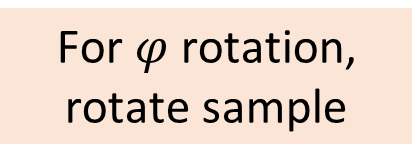 For φ rotation,
rotate sample